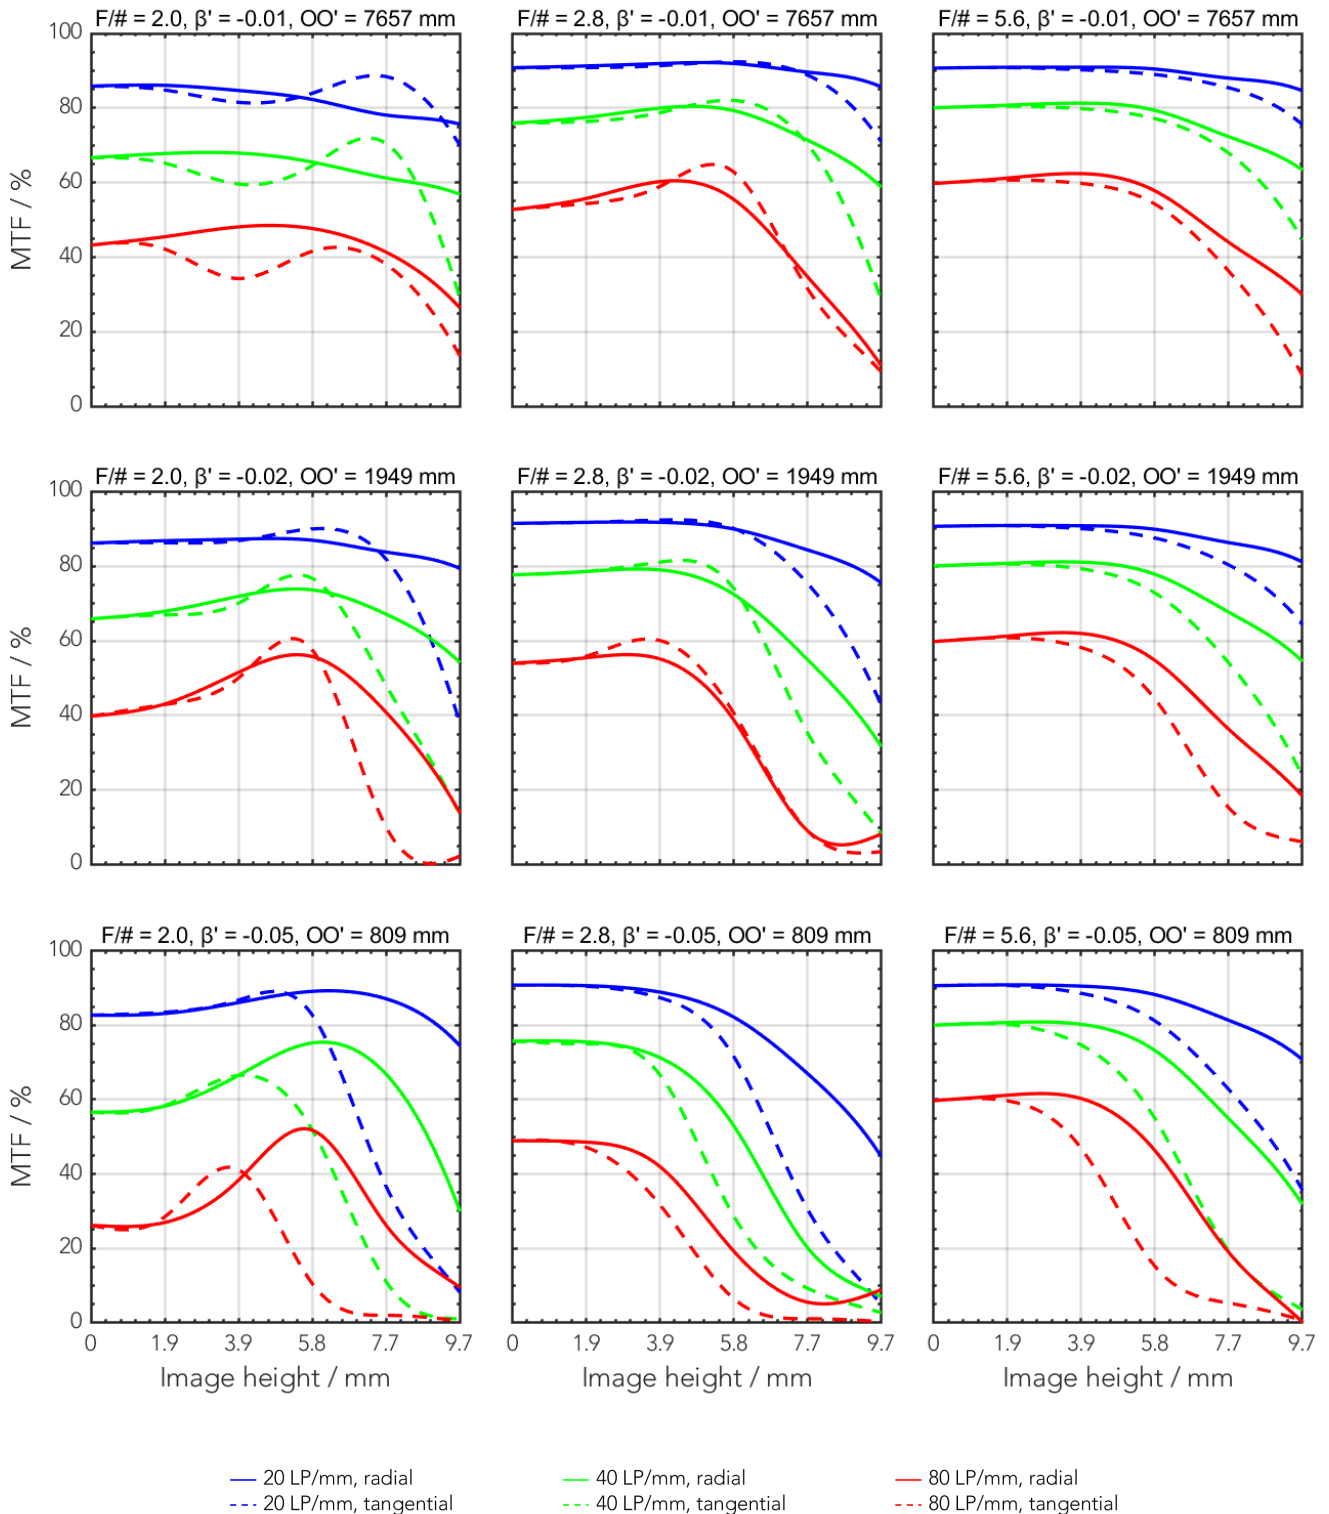 F/# = 2.0, β' = -0.01, OO' = 7657 mm
F/# = 2.8, β' = -0.01, OO' = 7657 mm
F/# = 5.6, β' = -0.01, OO' = 7657 mm
100
80
60
40
20
0
MTF / %
F/# = 2.0, β' = -0.02, OO' = 1949 mm
F/# = 2.8, β' = -0.02, OO' = 1949 mm
F/# = 5.6, β' = -0.02, OO' = 1949 mm
100
80
60
40
20
0
MTF / %
F/# = 2.0, β' = -0.05, OO' = 809 mm
F/# = 2.8, β' = -0.05, OO' = 809 mm
F/# = 5.6, β' = -0.05, OO' = 809 mm
100
80
60
40
20
0
MTF / %
0 1.9 3.9 5.8 7.7 9.7
0 1.9 3.9 5.8 7.7 9.7
0 1.9 3.9 5.8 7.7 9.7
Image height / mm
Image height / mm
Image height / mm
20 LP/mm, radial
40 LP/mm, radial
80 LP/mm, radial
20 LP/mm, tangential
40 LP/mm, tangential
80 LP/mm, tangential